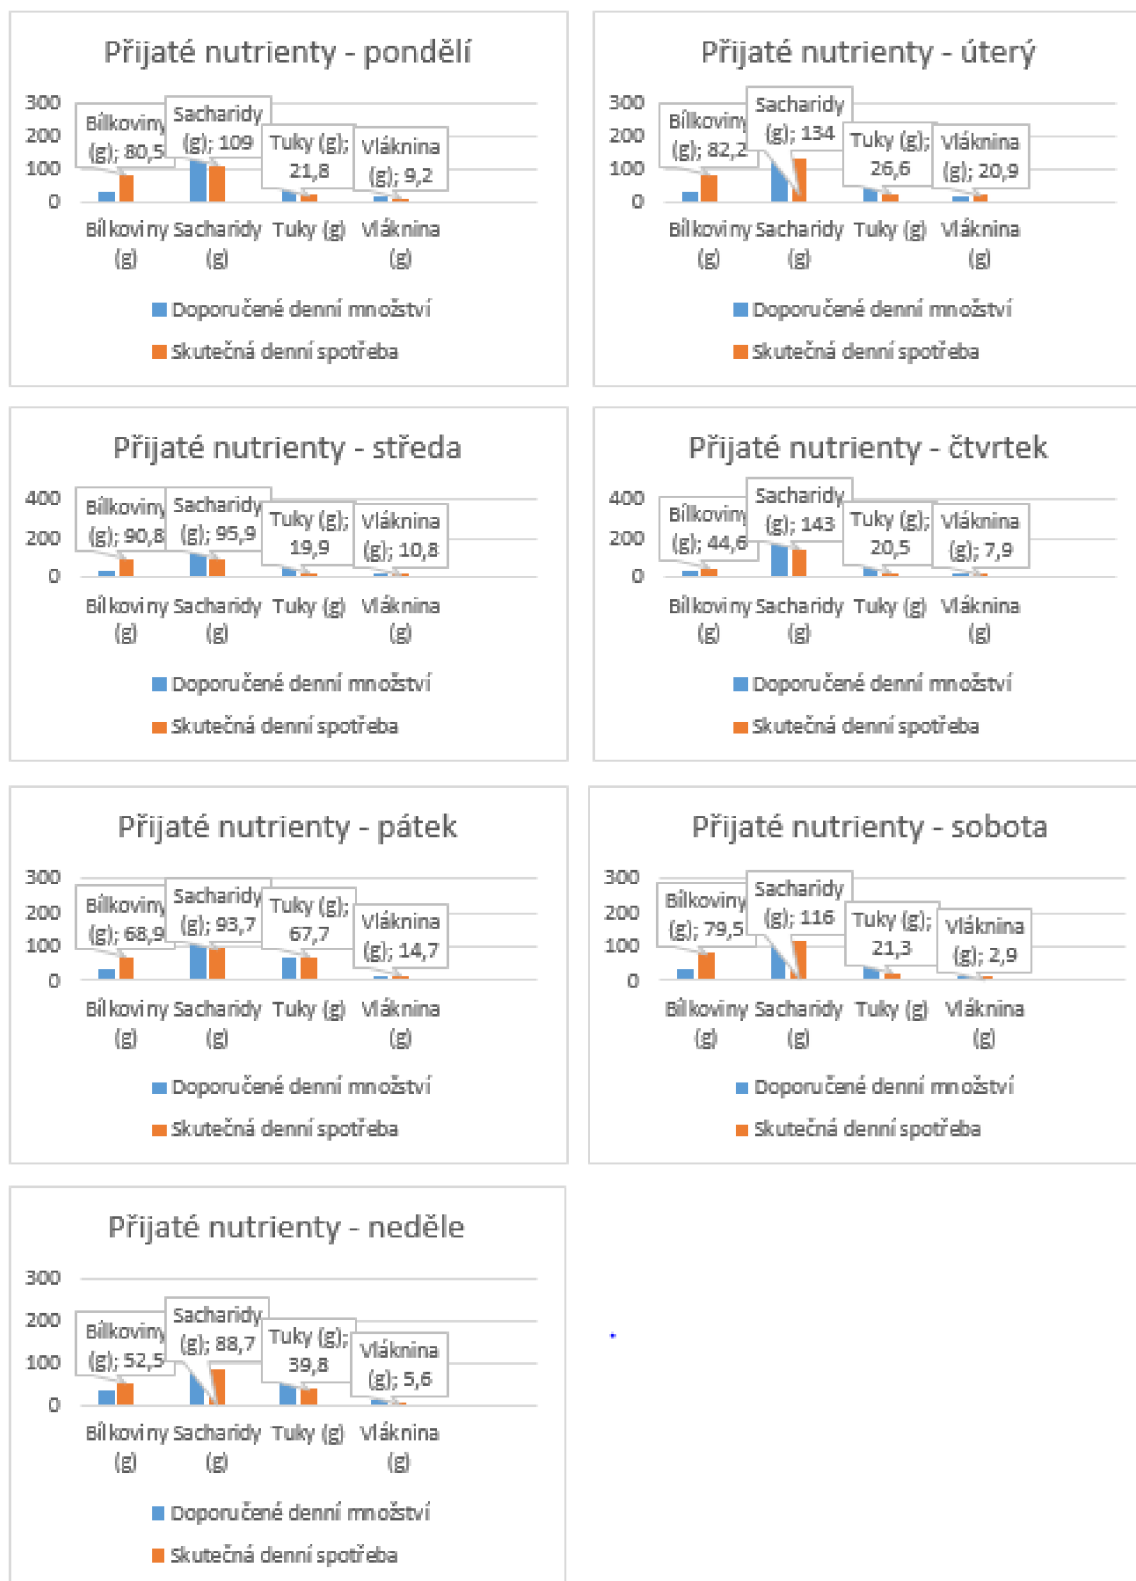 Přijaté nutrienty - pondělí
300
200
100
0
Bílkoviny
(g); 80,5
Sacharidy
(g); 109
Tuky (g);
21,8
Vláknina
(g); 9,2
Bílkoviny Sacharidy Tuky (g) Vláknina
(g) (g) (g)
Doporučené denní množství
Skutečná denní spotřeba
Přijaté nutrienty - úterý
300
200
100
0
Bílkoviny
(g); 82,2
Sacharidy
(g); 134
Tuky (g);
26,6
Vláknina
(g); 20,9
Bílkoviny Sacharidy Tuky (g) Vláknina
(g) (g) (g)
Doporučené denní množství
Skutečná denní spotřeba
Přijaté nutrienty - středa
400
200
0
Bílkoviny
(g); 90,8
Sacharidy
(g); 95,9
Tuky (g);
19,9
Vláknina
(g); 10,8
Bílkoviny Sacharidy Tuky (g) Vláknina
(g) (g) (g)
Doporučené denní množství
Skutečná denní spotřeba
Přijaté nutrienty - čtvrtek
400
200
0
Bílkoviny
(g); 44,6
Sacharidy
(g); 143
Tuky (g);
20,5
Vláknina
(g); 7,9
Bílkoviny Sacharidy Tuky (g) Vláknina
(g) (g) (g)
Doporučené denní množství
Skutečná denní spotřeba
Přijaté nutrienty - pátek
300
200
100
0
Bílkoviny
(g); 68,9
Sacharidy
(g); 93,7
Tuky (g);
67,7
Vláknina
(g); 14,7
Bílkoviny Sacharidy Tuky (g) Vláknina
(g) (g) (g)
Doporučené denní množství
Skutečná denní spotřeba
Přijaté nutrienty - sobota
300
200
100
0
Bílkoviny
(g); 79,5
Sacharidy
(g); 116
Tuky (g);
21,3
Vláknina
(g); 2,9
Bílkoviny Sacharidy Tuky (g) Vláknina
(g) (g) (g)
Doporučené denní množství
Skutečná denní spotřeba
Přijaté nutrienty - neděle
300
200
100
0
Bílkoviny
(g); 52,5
Sacharidy
(g); 88,7
Tuky (g);
39,8
Vláknina
(g); 5,6
Bílkoviny Sacharidy Tuky (g) Vláknina
(g) (g) (g)
Doporučené denní množství
Skutečná denní spotřeba